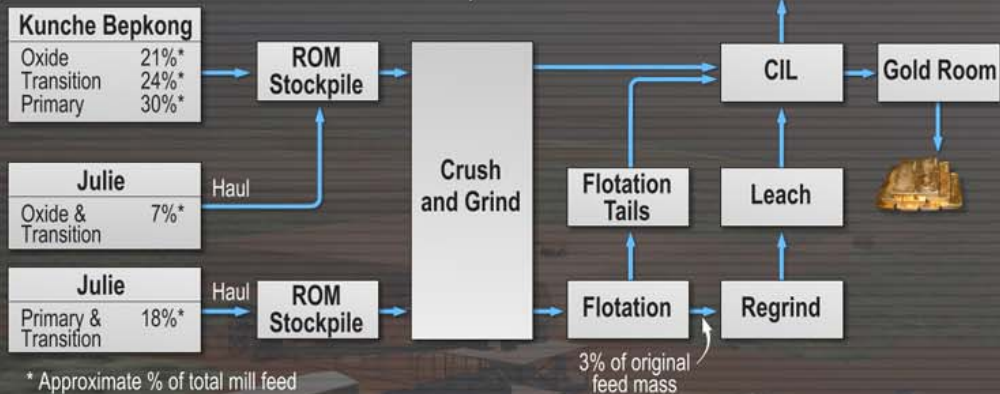 Kunche Bepkong
Oxide 21%*
Transition 24%*
Primary 30%*
ROM
Stockpile
Julie
Oxide & 7%*
Transition
Haul
Julie
Primary & 18%*
Transition
Haul
ROM
Stockpile
Crush
and Grind
CIL
Gold Room
Flotation
Tails
Leach
Flotation
Regrind
3% of original
feed mass
* Approximate % of total mill feed